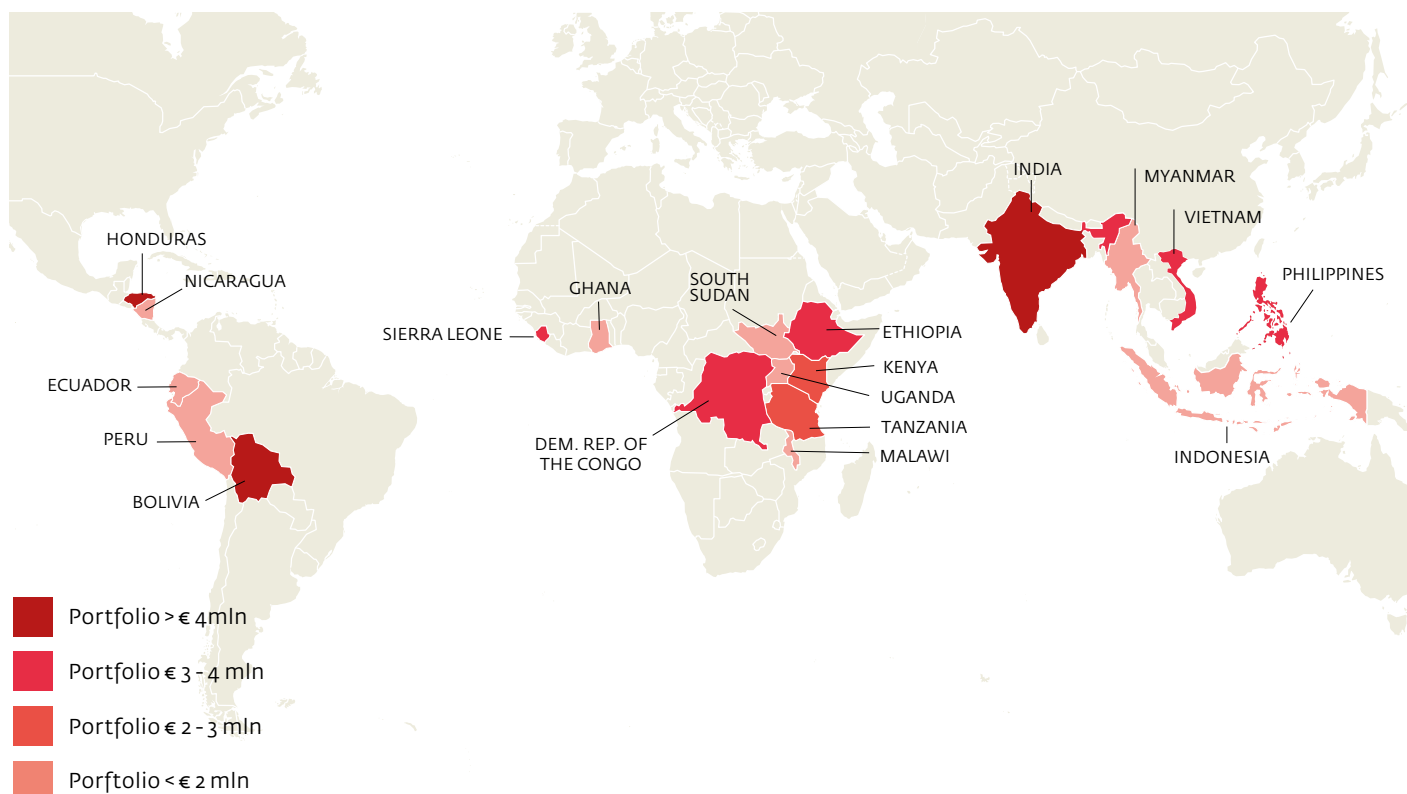 INDIA
MYANMAR
VIETNAM
HONDURAS
PHILIPPINES
NICARAGUA
SOUTH
SUDAN
GHANA
SIERRA LEONE
ETHIOPIA
KENYA
ECUADOR
UGANDA
TANZANIA
PERU
DEM. REP. OF
THE CONGO
MALAWI
INDONESIA
BOLIVIA
Portfolio > € 4mln
Portfolio € 3 - 4 mln
Portfolio € 2 - 3 mln
Porftolio < € 2 mln